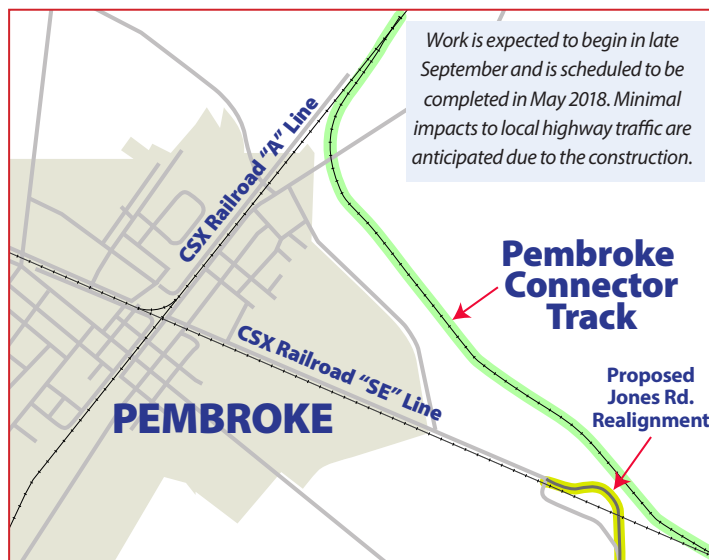 Work is expected to begin in late
September and is scheduled to be
completed in May 2018. Minimal
impacts to local highway traffic are
anticipated due to the construction.
CSX Railroad "A" Line
Pembroke
Connector
Track
CSX Railroad "SE" Line
PEMBROKE
Proposed
Jones Rd.
Realignment